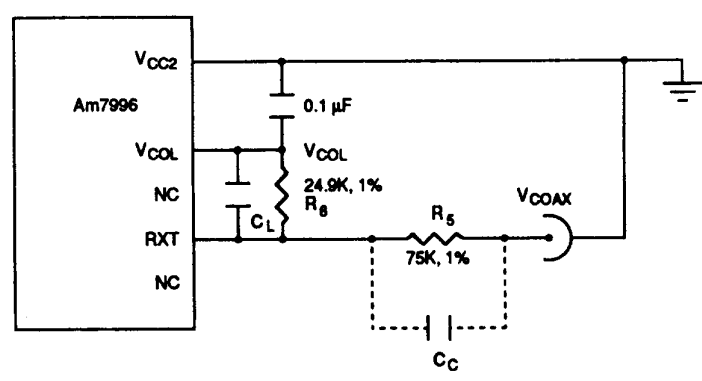 VCC2
Am7996
0.1 µF
VCOL
VCOL
24.9K, 1%
NC
R6
VCOAX
CL
R5
RXT
75K, 1%
NC
CC